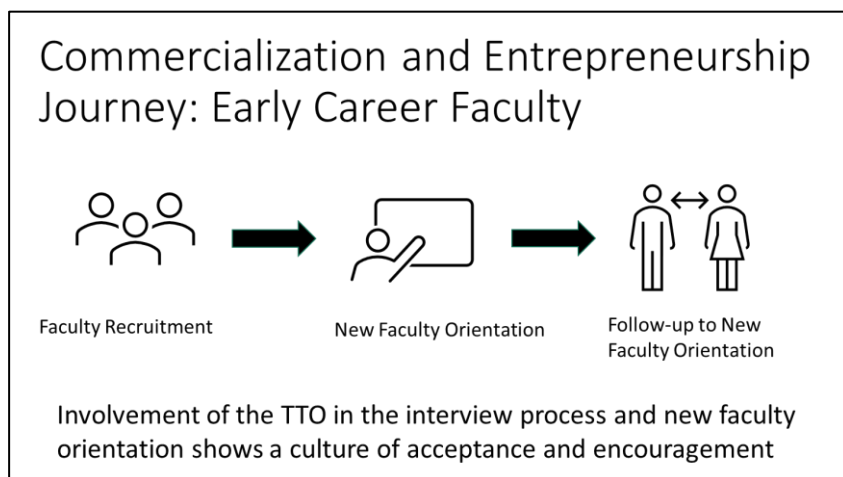 Commercialization and Entrepreneurship
Journey: Early Career Faculty
Faculty Recruitment
New Faculty Orientation
Follow-up to New
Faculty Orientation
Involvement of the TTO in the interview process and new faculty
orientation shows a culture of acceptance and encouragement